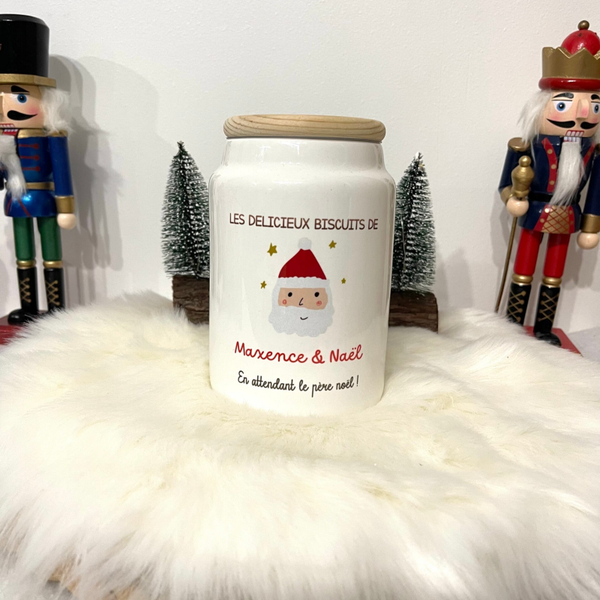 LES DELICIEUX BISCUITS DE
Maxence & Naël
En attendant le père noël !